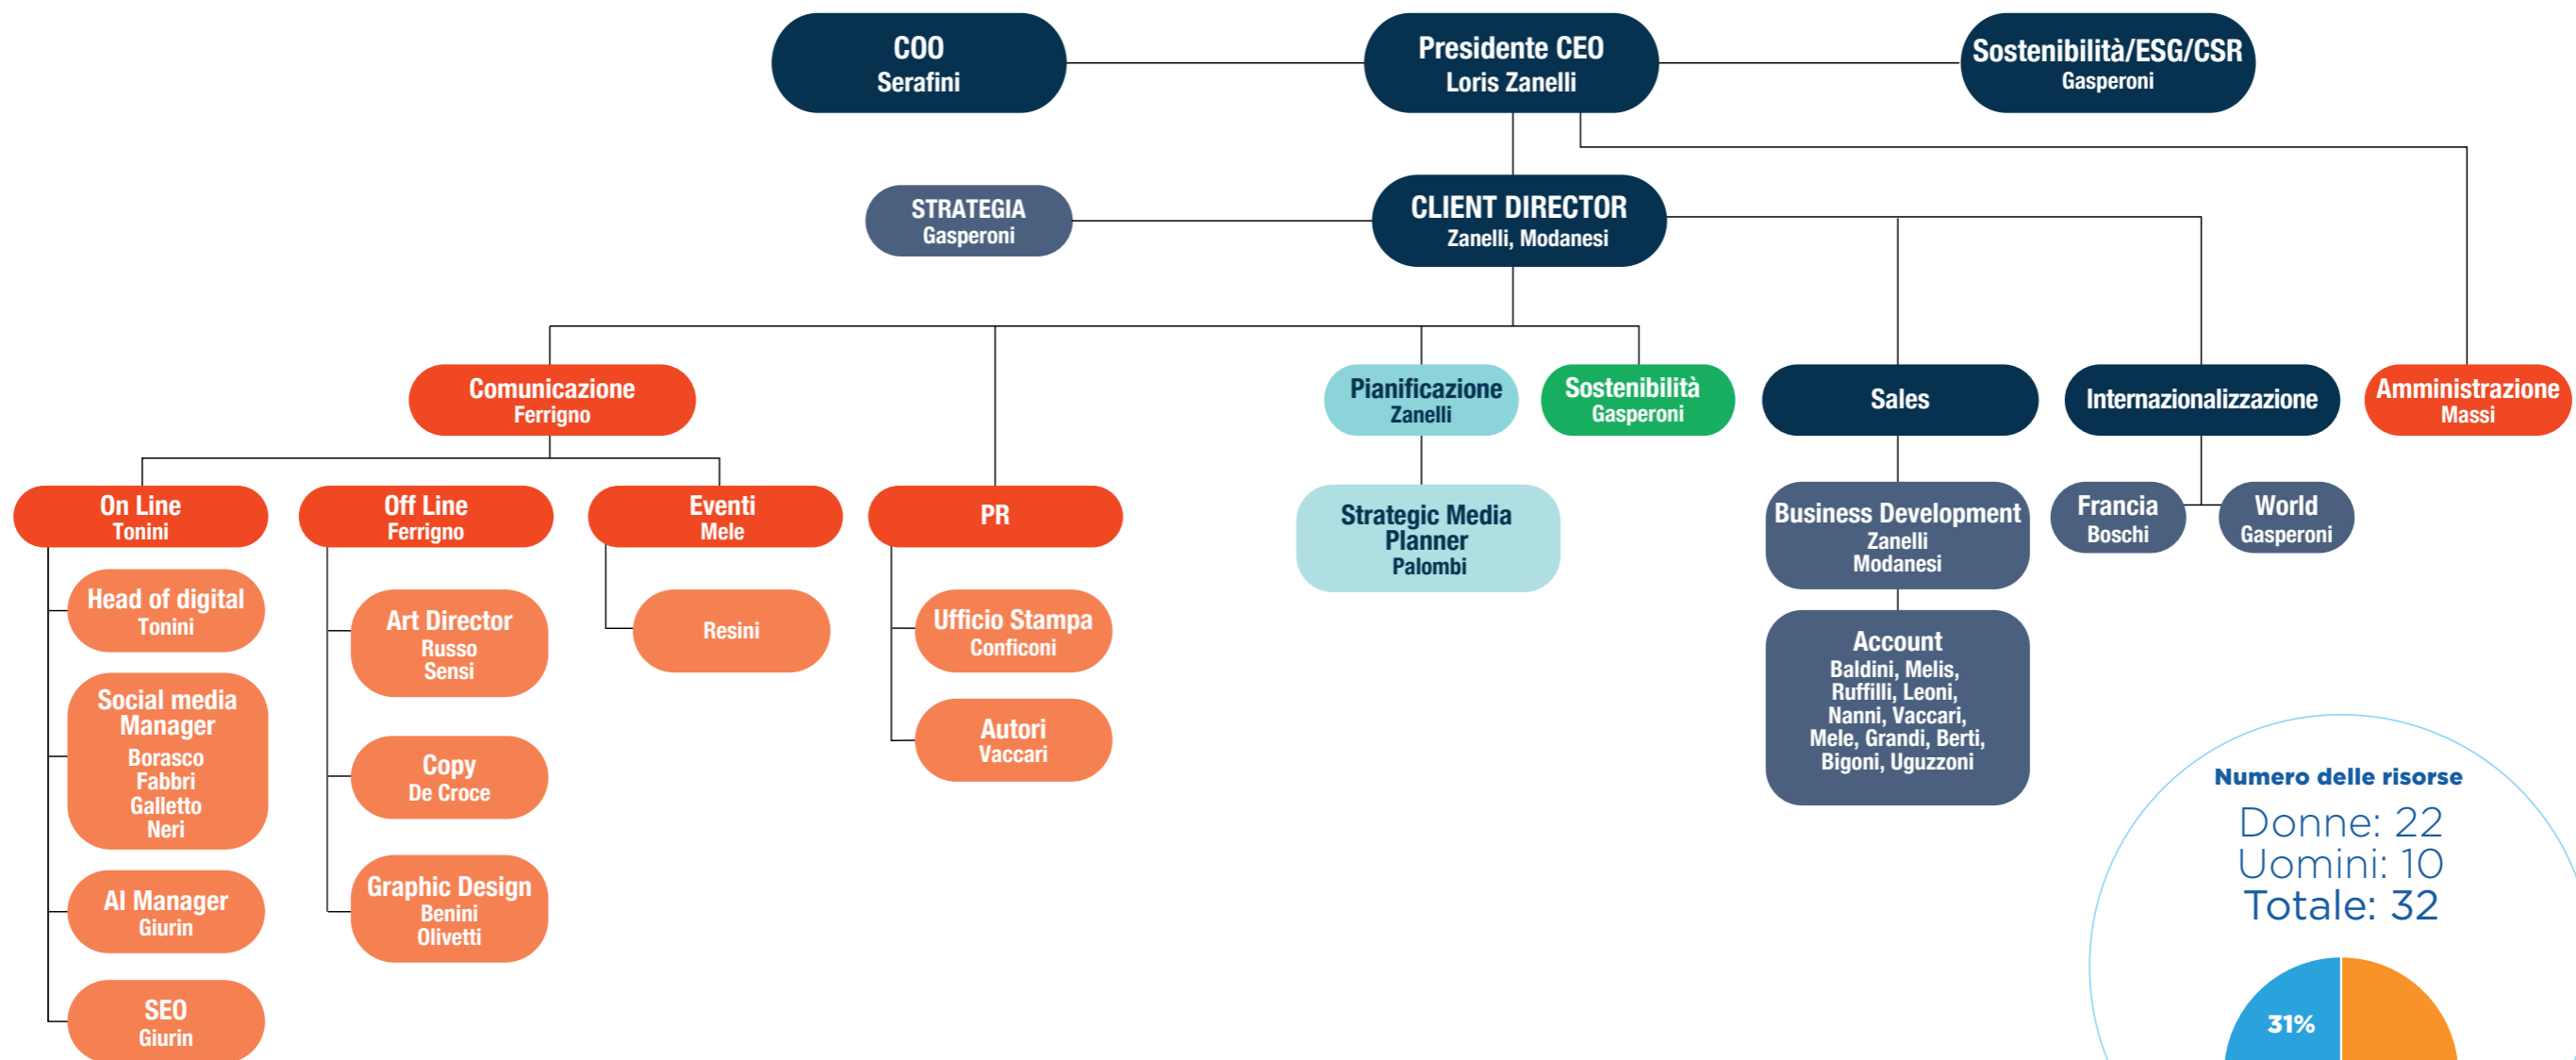 COO
Serafini
Presidente CEO
Loris Zanelli
Sostenibilità/ESG/CSR
Gasperoni
STRATEGIA
Gasperoni
CLIENT DIRECTOR
Zanelli, Modanesi
Comunicazione
Ferrigno
Pianificazione
Zanelli
Sostenibilità
Gasperoni
Sales
Internazionalizzazione
Amministrazione
Massi
On Line
Tonini
Off Line
Ferrigno
Eventi
Mele
PR
Strategic Media
Planner
Palombi
Business Development
Zanelli
Modanesi
Francia
Boschi
World
Gasperoni
Head of digital
Tonini
Social media
Manager
Borasco
Fabbri
Galletto
Neri
AI Manager
Giurin
SEO
Giurin
Art Director
Russo
Sensi
Copy
De Croce
Graphic Design
Benini
Olivetti
Resini
Ufficio Stampa
Conficoni
Autori
Vaccari
Account
Baldini, Melis,
Ruffilli, Leoni,
Nanni, Vaccari,
Mele, Grandi, Berti,
Bigoni, Uguzzoni
Numero delle risorse
Donne: 22
Uomini: 10
Totale: 32
31%